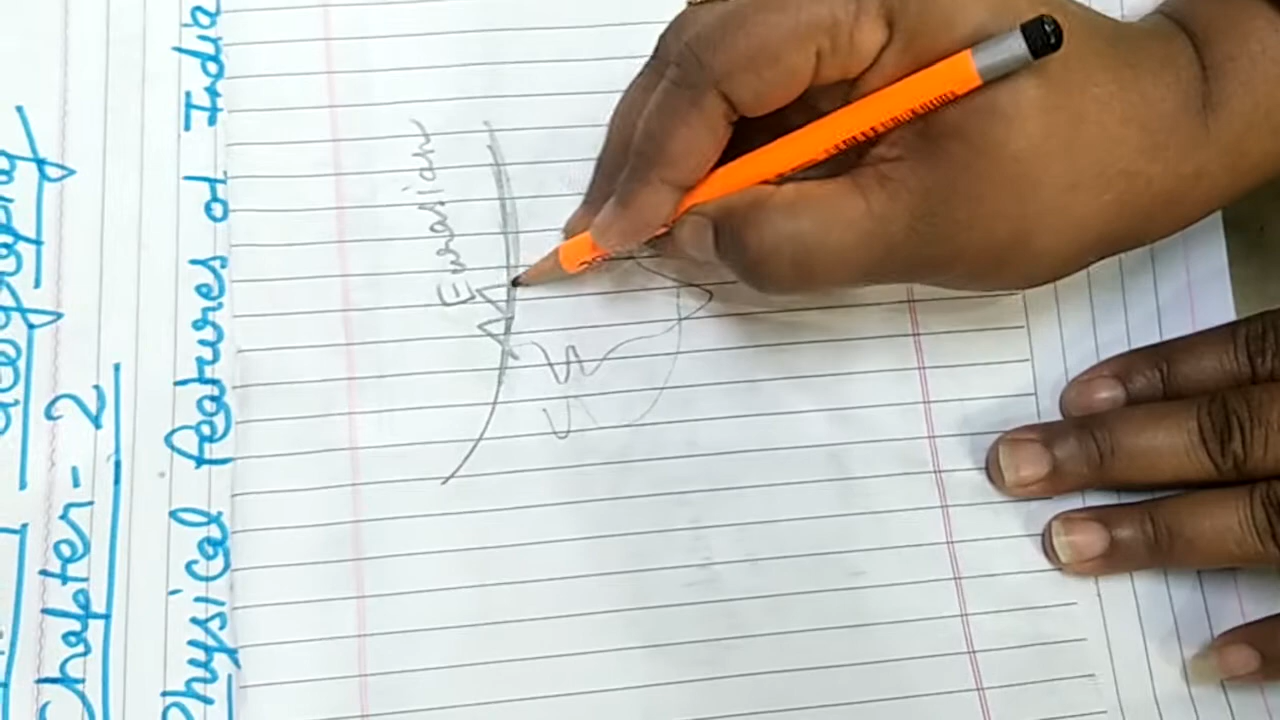 Geography
Chapter - 2
Physical features of India
Eurasian